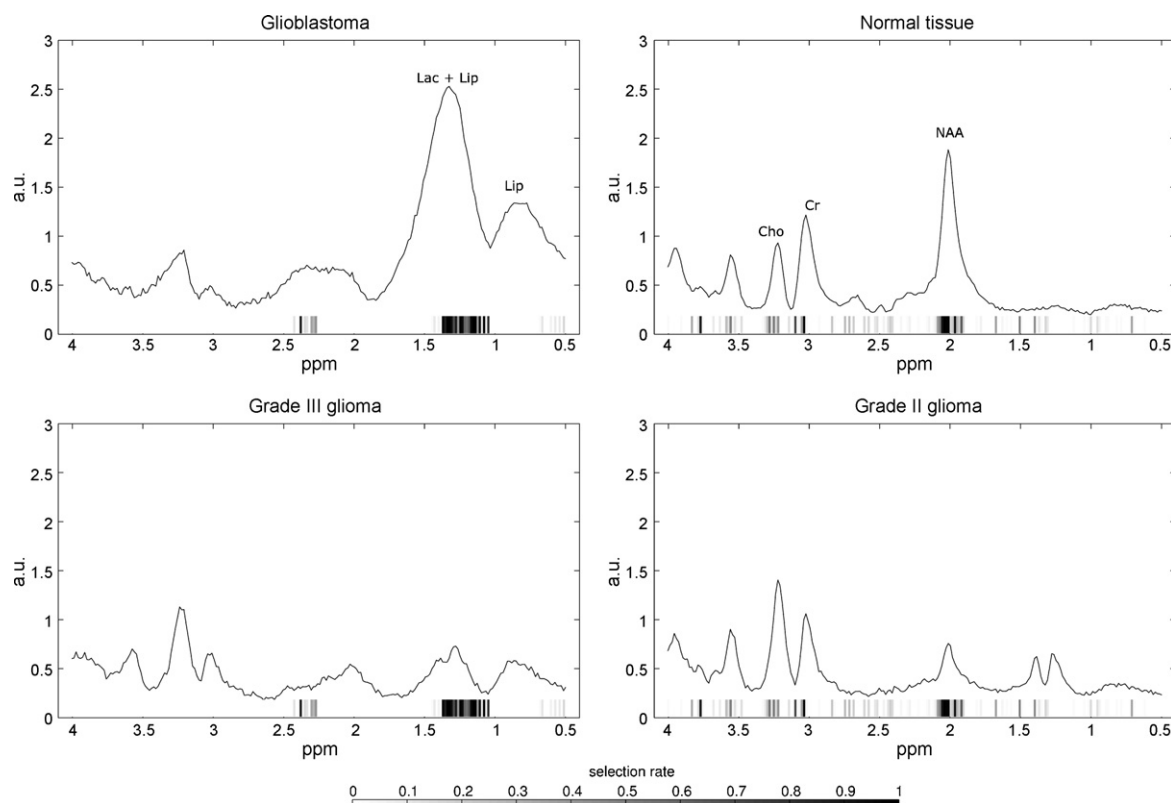 Glioblastoma
3
2.5
2
1.5
1
0.5
0
a.u.
Lac + Lip
Lip
4 3.5 3 2.5 2 1.5 1 0.5
ppm
Normal tissue
3
2.5
2
1.5
1
0.5
0
a.u.
NAA
Cr
Cho
4 3.5 3 2.5 2 1.5 1 0.5
ppm
Grade III glioma
3
2.5
2
1.5
1
0.5
0
a.u.
4 3.5 3 2.5 2 1.5 1 0.5
ppm
Grade II glioma
3
2.5
2
1.5
1
0.5
0
a.u.
4 3.5 3 2.5 2 1.5 1 0.5
ppm
selection rate
0 0.1 0.2 0.3 0.4 0.5 0.6 0.7 0.8 0.9 1